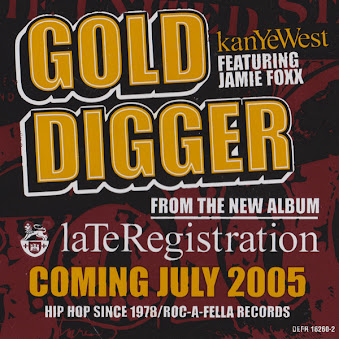 GOLD
kanYeWest
FEATURING
JAMIE FOXX
DIGGER
FROM THE NEW ALBUM
laTeRegistration
COMING JULY 2005
HIP HOP SINCE 1978/ROC-A-FELLA RECORDS
DEFR 16260-2